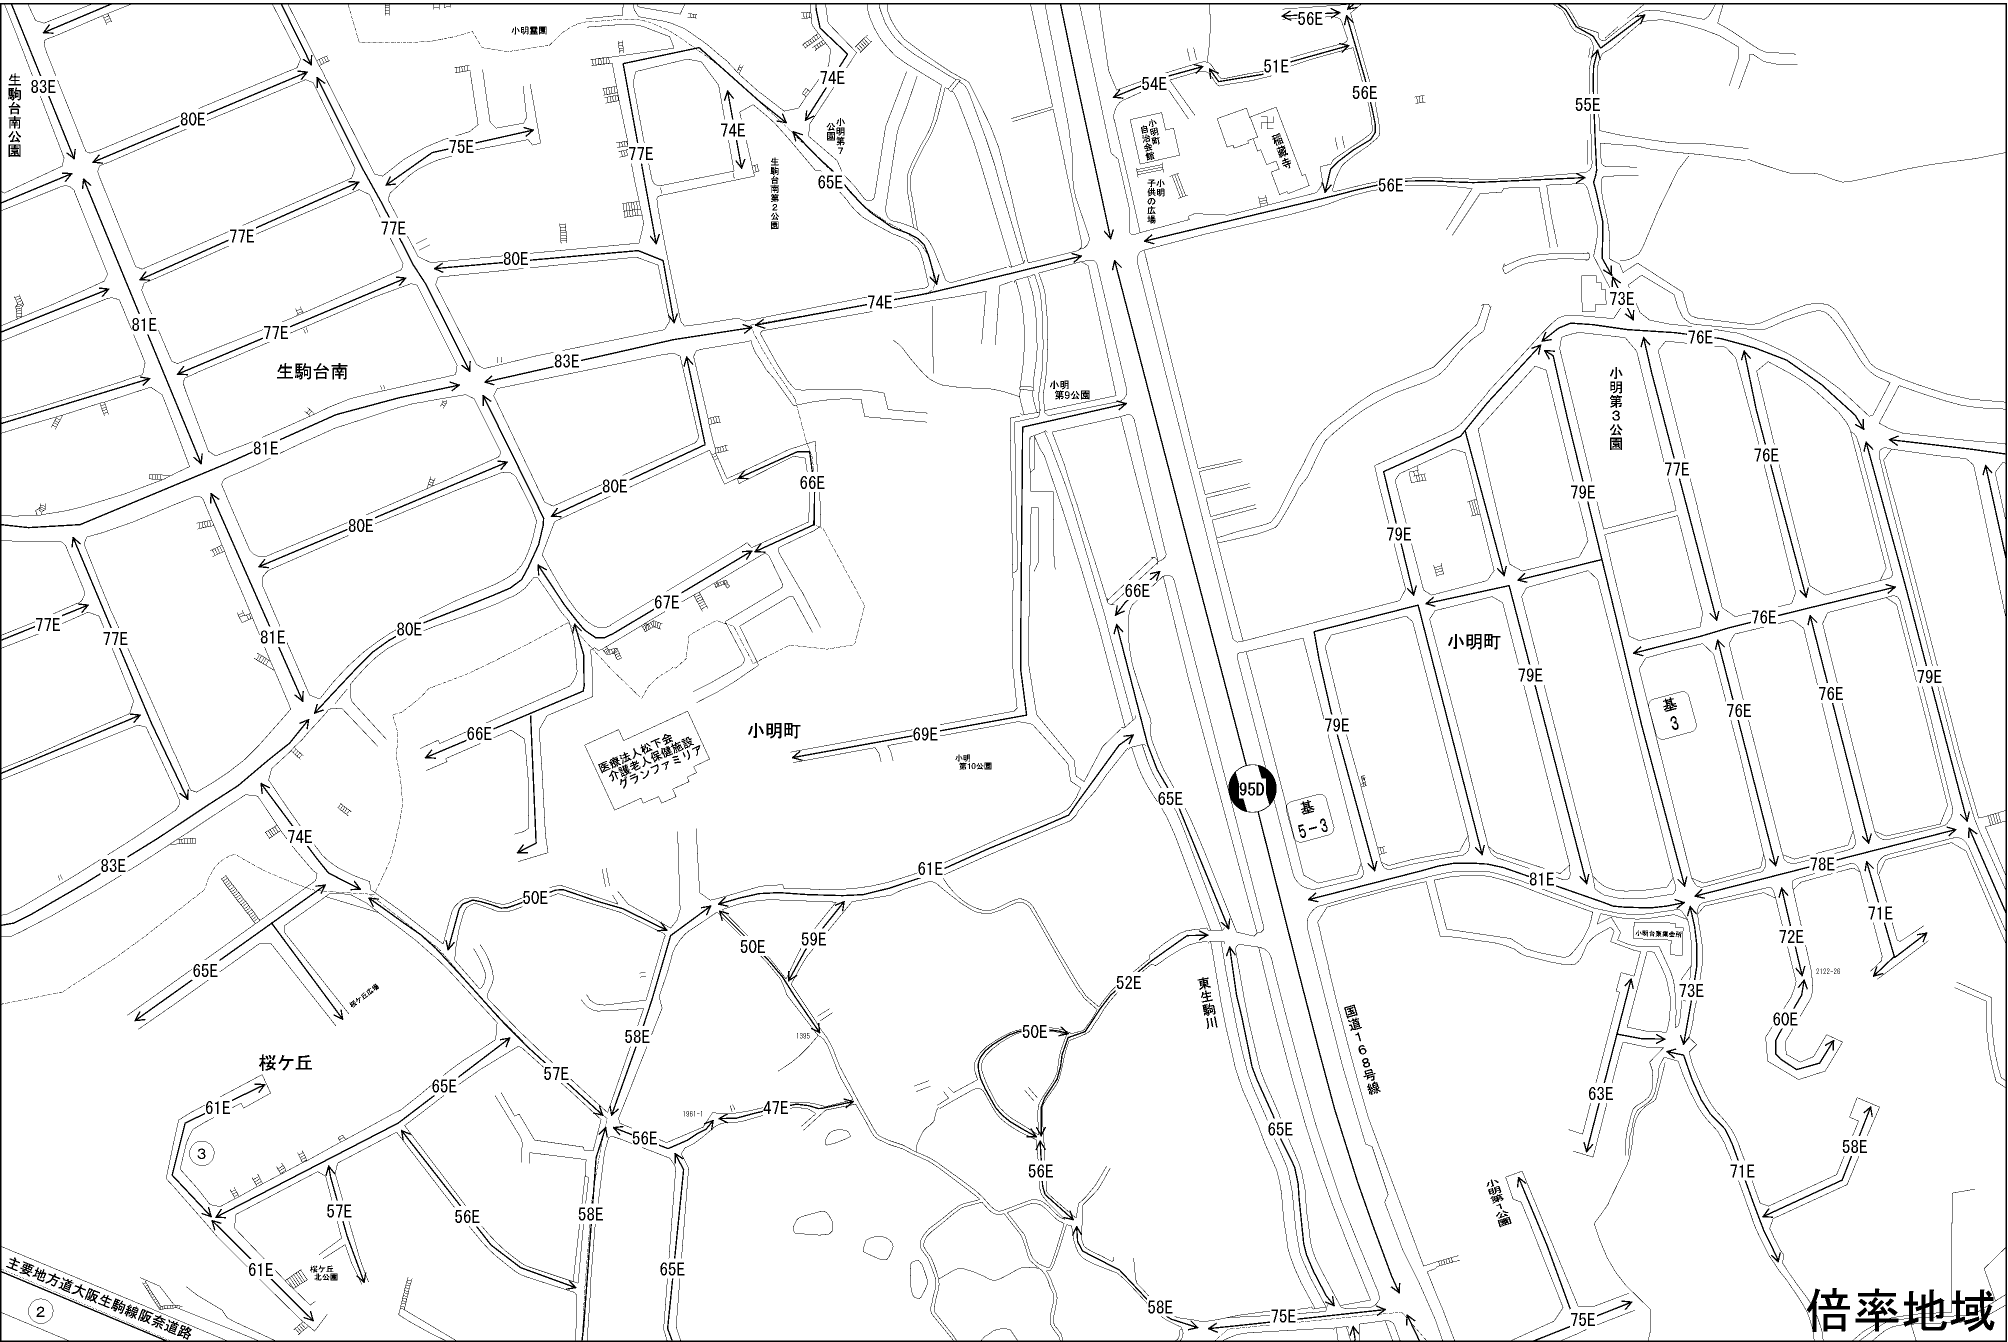 小明霊園
56E
生駒台南公園
83E
80E
74E
54E
51E
56E
55E
74E
小明第7
公園
小明町
自治会館
稲蔵寺
75E
77E
65E
生駒台南第2公園
小明
子供の広場
56E
77E
77E
80E
81E
77E
74E
73E
76E
生駒台南
83E
小明
第9公園
小明第3公園
81E
80E
80E
66E
76E
77E
79E
79E
67E
66E
77E
77E
81E
80E
76E
小明町
79E
79E
76E
76E
基
3
66E
医療法人松下会
介護老人保健施設
グランファミリア
小明町
69E
小明
第10公園
79E
65E
95D
基
5-3
74E
83E
61E
81E
78E
50E
71E
50E
59E
72E
小明台集会所
65E
2122-26
52E
桜ケ丘広場
東生駒川
73E
60E
国道168号線
1395
50E
58E
桜ケ丘
57E
65E
63E
61E
1961-1
47E
56E
65E
58E
3
56E
71E
小明第1公園
57E
56E
58E
61E
桜ケ丘
北公園
65E
主要地方道大阪生駒線阪奈道路
2
58E
75E
75E
倍率地域